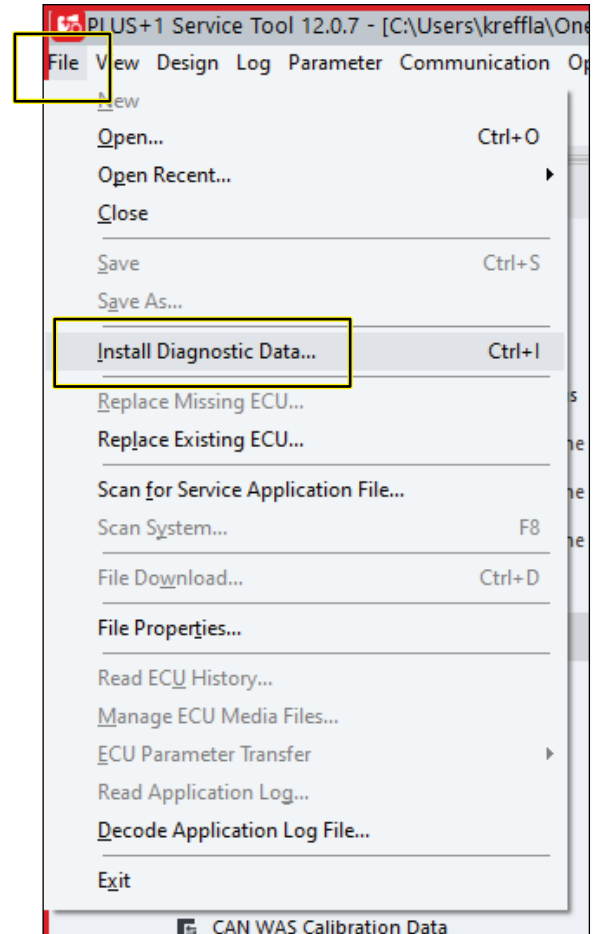 PLUS+1 Service Tool 12.0.7 - [C:\Users\kreffla\One
File View Design Log Parameter Communication Op
New
Open... Ctrl+O
Open Recent...
Close
Save Ctrl+S
Save As...
Install Diagnostic Data... Ctrl+I
Replace Missing ECU...
s
Replace Existing ECU...
ne
Scan for Service Application File...
ne
Scan System... F8
ne
File Download... Ctrl+D
File Properties...
Read ECU History...
Manage ECU Media Files...
ECU Parameter Transfer
Read Application Log...
Decode Application Log File...
Exit
CAN WAS Calibration Data